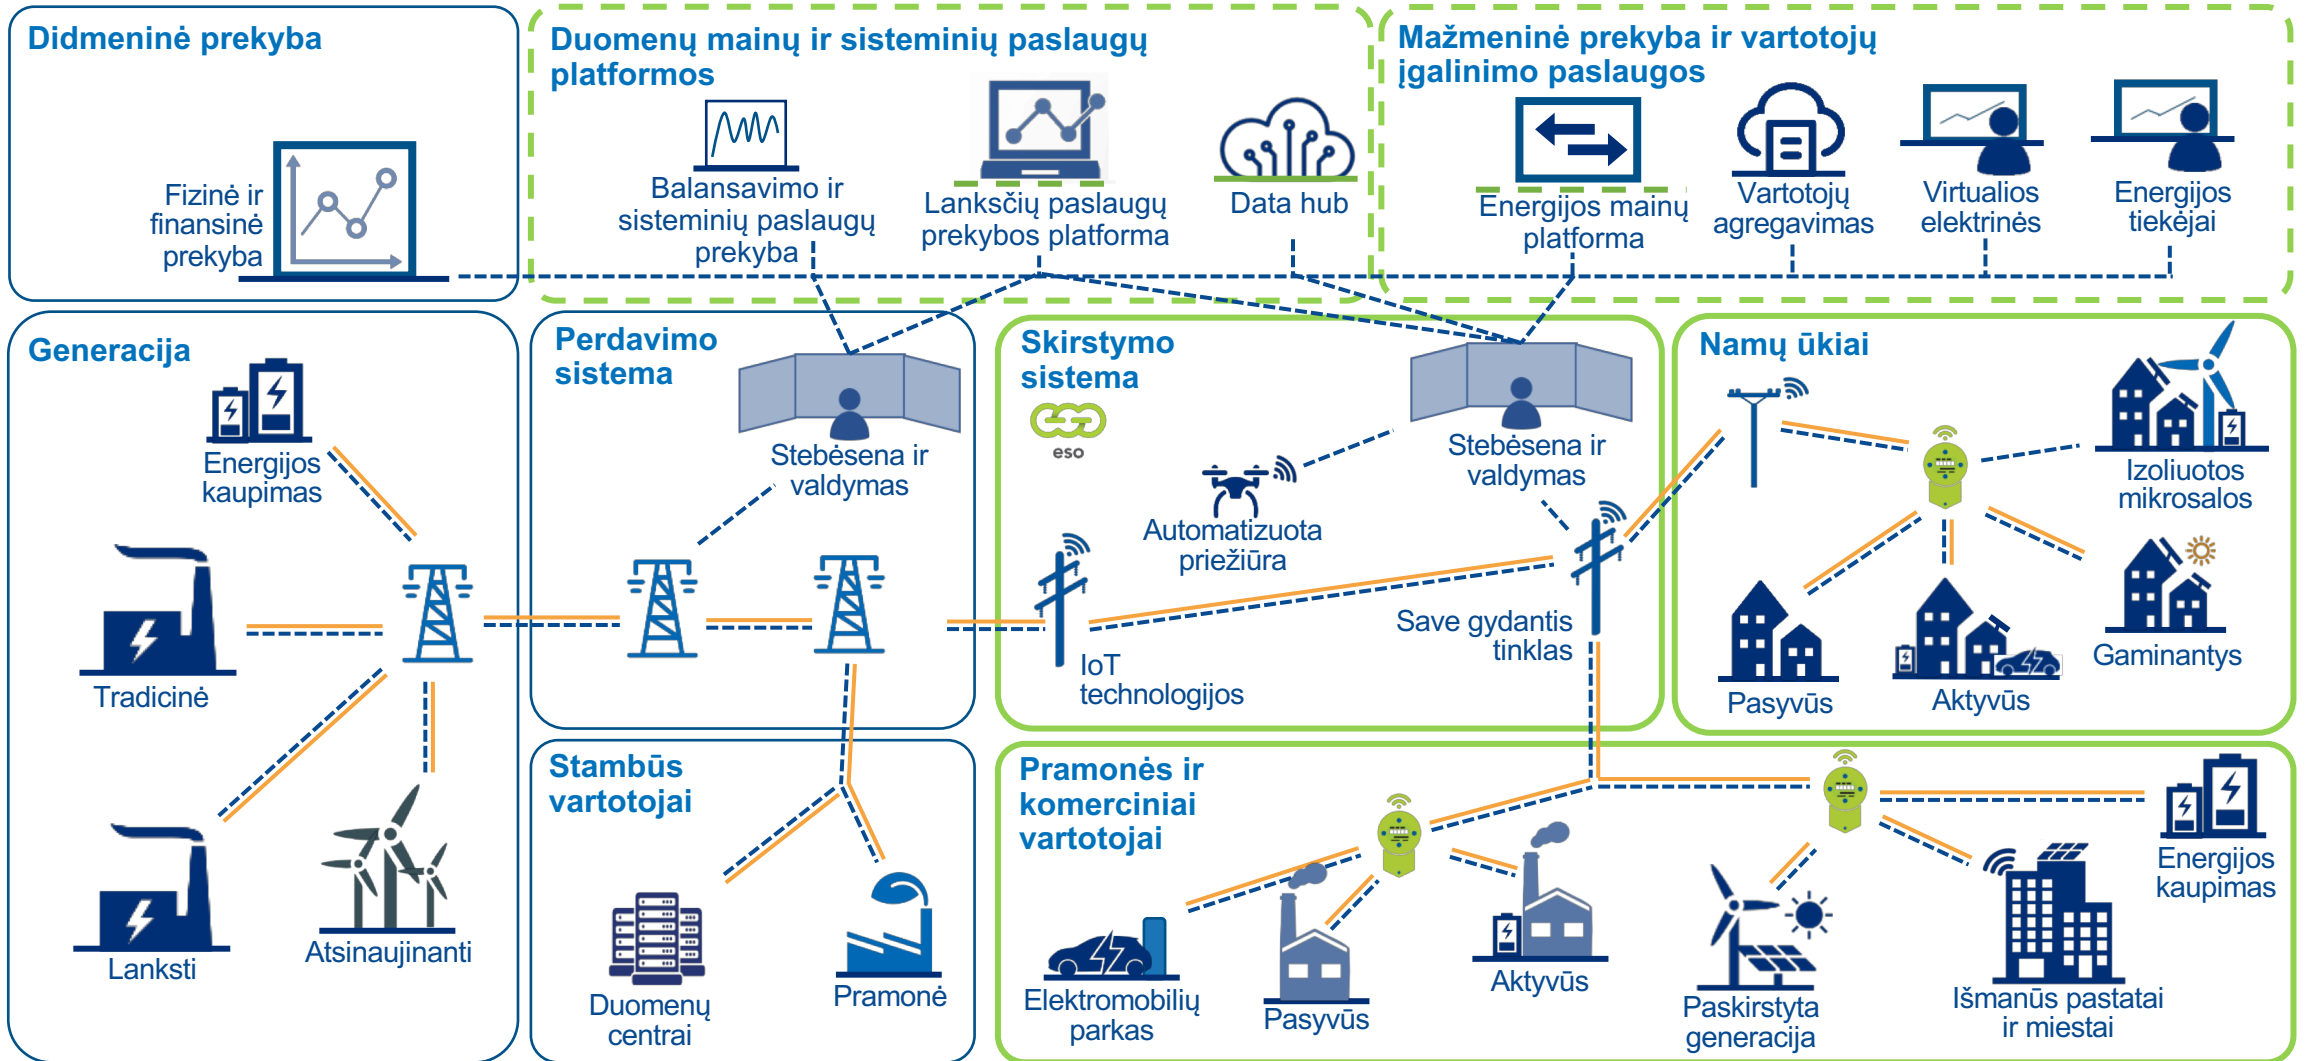 Didmeninė prekyba
Fizinė ir
finansinė
prekyba
Duomenų mainų ir sisteminių paslaugų
platformos
Balansavimo ir
sisteminių paslaugų
prekyba
Lanksčių paslaugų
prekybos platforma
Data hub
Mažmeninė prekyba ir vartotojų
įgalinimo paslaugos
Energijos mainų
platforma
Vartotojų
agregavimas
Virtualios
elektrinės
Energijos
tiekėjai
Generacija
Energijos
kaupimas
Tradicinė
Lanksti
Atsinaujinanti
Perdavimo
sistema
Stebėsena ir
valdymas
Skirstymo
sistema
eso
Stebėsena ir
valdymas
Automatizuota
priežiūra
IoT
technologijos
Save gydantis
tinklas
Namų ūkiai
Izoliuotos
mikrosalos
Pasyvūs
Aktyvūs
Gaminantys
Stambūs
vartotojai
Duomenų
centrai
Pramonė
Pramonės ir
komerciniai
vartotojai
Elektromobilių
parkas
Pasyvūs
Aktyvūs
Paskirstyta
generacija
Išmanūs pastatai
ir miestai
Energijos
kaupimas